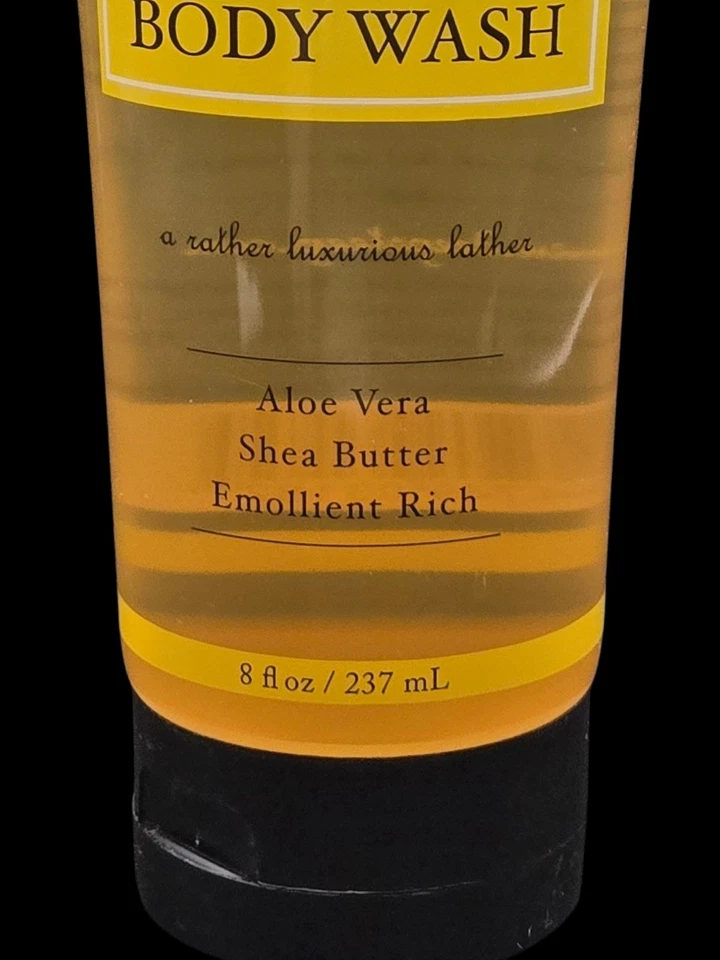 BODY WASH
a rather luxurious lather
Aloe Vera
Shea Butter
Emollient Rich
8 fl oz / 237 mL